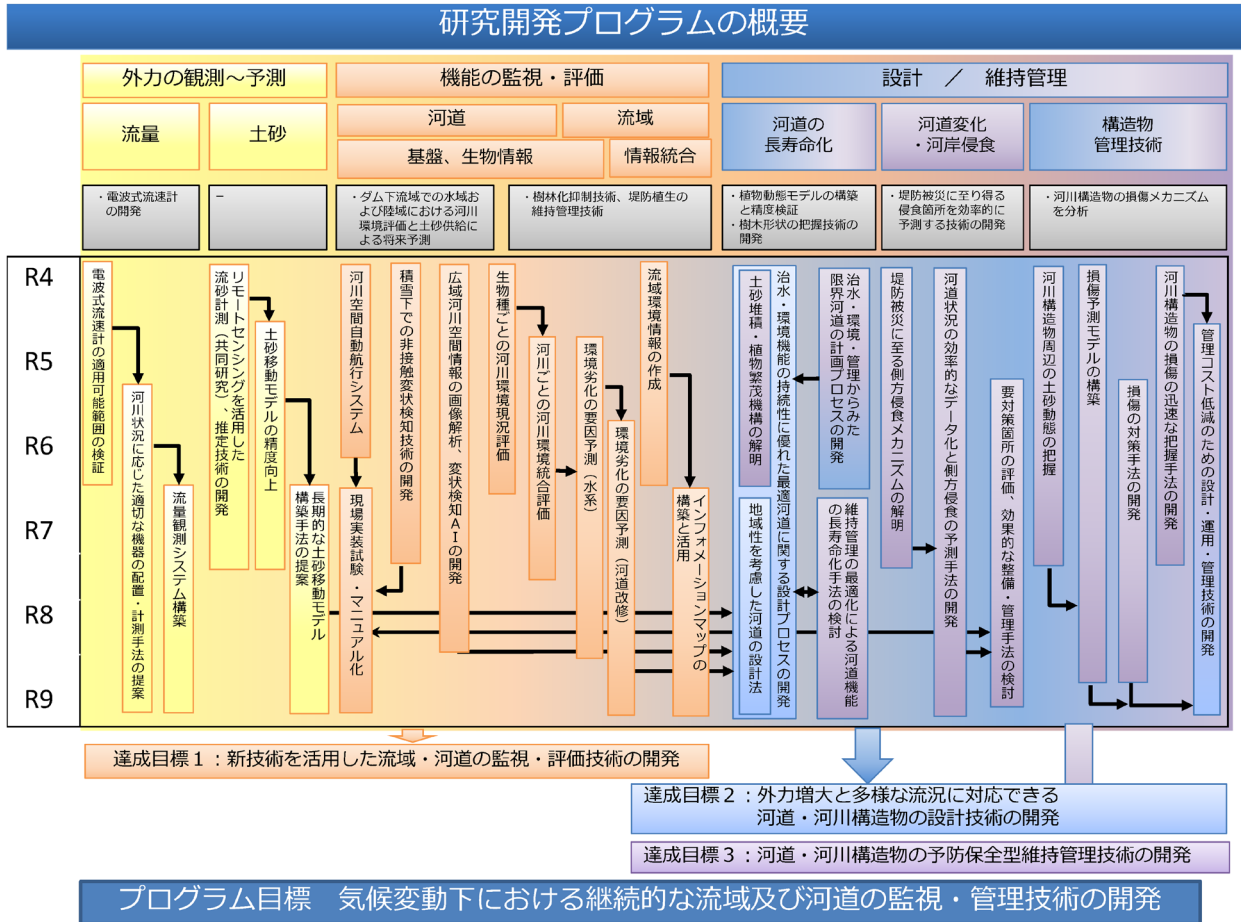 研究開発プログラムの概要
外力の観測～予測
機能の監視・評価
設計　／　維持管理
流量
土砂
河道
流域
基盤、生物情報
情報統合
河道の
長寿命化
河道変化
・河岸侵食
構造物
管理技術
・電波式流速計
の開発
－
・ダム下流域での水域お
よび陸域における河川
環境評価と土砂供給に
よる将来予測
・樹林化抑制技術、堤防植生の
維持管理技術
・植物動態モデルの構築
と精度検証
・樹木形状の把握技術の
開発
・堤防被災に至り得る
侵食箇所を効率的に
予測する技術の開発
・河川構造物の損傷メカニズム
を分析
R4
R5
R6
R7
R8
R9
電波式流速計の適用可能範囲の検証
河川状況に応じた適切な機器の配置・計測手法の提案
流量観測システム構築
リモートセンシングを活用した
流砂計測（共同研究）、推定技術の開発
土砂移動モデルの精度向上
長期的な土砂移動モデル
構築手法の提案
河川空間自動航行システム
現場実装試験・マニュアル化
積雪下での非接触変状検知技術の開発
広域河川空間情報の画像解析、変状検知ＡＩの開発
生物種ごとの河川環境現況評価
河川ごとの河川環境統合評価
環境劣化の要因予測（水系）
環境劣化の要因予測（河道改修）
流域環境情報の作成
インフォメーションマップの
構築と活用
治水・環境機能の持続性に優れた最適河道に関する設計プロセスの開発
土砂堆積・植物繁茂機構の解明
地域性を考慮した河道の設計法
治水・環境・管理からみた
限界河道の計画プロセスの開発
維持管理の最適化による河道機能
の長寿命化手法の検討
堤防被災に至る側方侵食メカニズムの解明
河道状況の効率的なデータ化と側方侵食の予測手法の開発
要対策箇所の評価、効果的な整備・管理手法の検討
河川構造物周辺の土砂動態の把握
損傷予測モデルの構築
損傷の対策手法の開発
河川構造物の損傷の迅速な把握手法の開発
管理コスト低減のための設計・運用・管理技術の開発
達成目標１：新技術を活用した流域・河道の監視・評価技術の開発
達成目標２：外力増大と多様な流況に対応できる
河道・河川構造物の設計技術の開発
達成目標３：河道・河川構造物の予防保全型維持管理技術の開発
プログラム目標　気候変動下における継続的な流域及び河道の監視・管理技術の開発